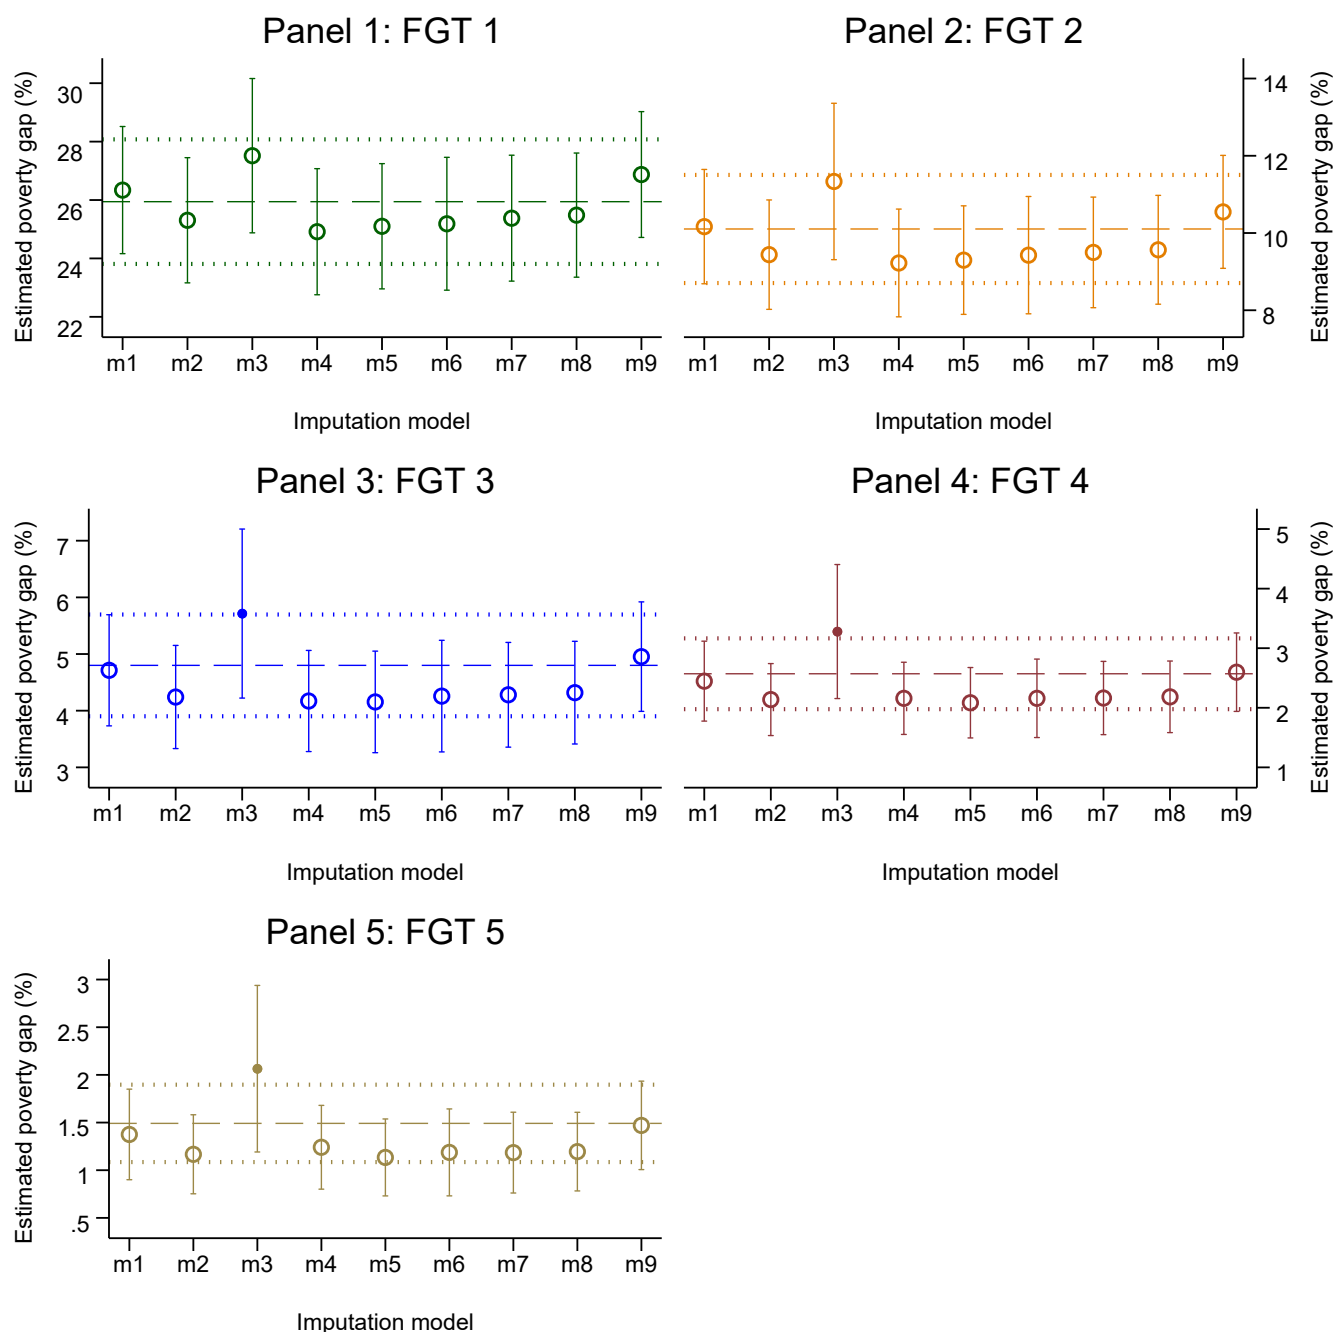 Panel 1: FGT 1
Estimated poverty gap (%)
30
28
26
24
22
m1 m2 m3 m4 m5 m6 m7 m8 m9
Imputation model
Panel 2: FGT 2
Estimated poverty gap (%)
14
12
10
8
m1 m2 m3 m4 m5 m6 m7 m8 m9
Imputation model
Panel 3: FGT 3
Estimated poverty gap (%)
7
6
5
4
3
m1 m2 m3 m4 m5 m6 m7 m8 m9
Imputation model
Panel 4: FGT 4
Estimated poverty gap (%)
5
4
3
2
1
m1 m2 m3 m4 m5 m6 m7 m8 m9
Imputation model
Panel 5: FGT 5
Estimated poverty gap (%)
3
2.5
2
1.5
1
.5
m1 m2 m3 m4 m5 m6 m7 m8 m9
Imputation model